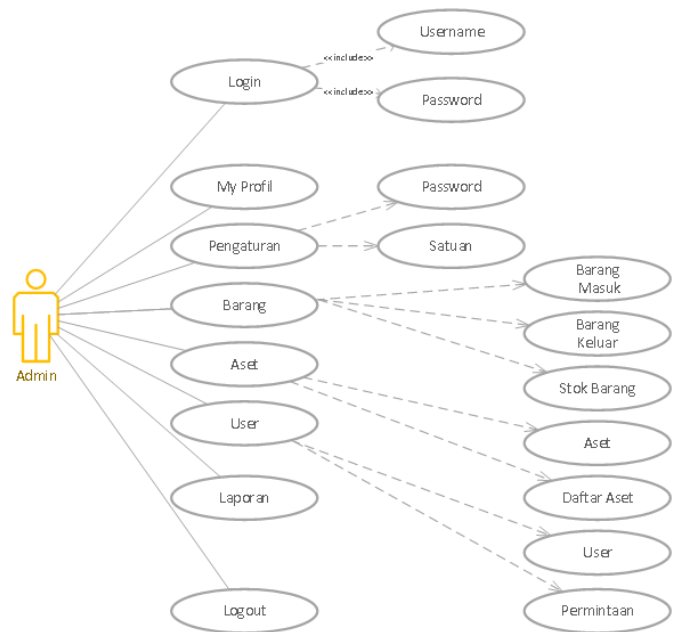 Username
<<include>>
Login
<<include>>
Password
My Profil
Password
Pengaturan
Satuan
Barang
Masuk
Barang
Barang
Keluar
Admin
Aset
Stok Barang
User
Aset
Laporan
Daftar Aset
User
Logout
Permintaan